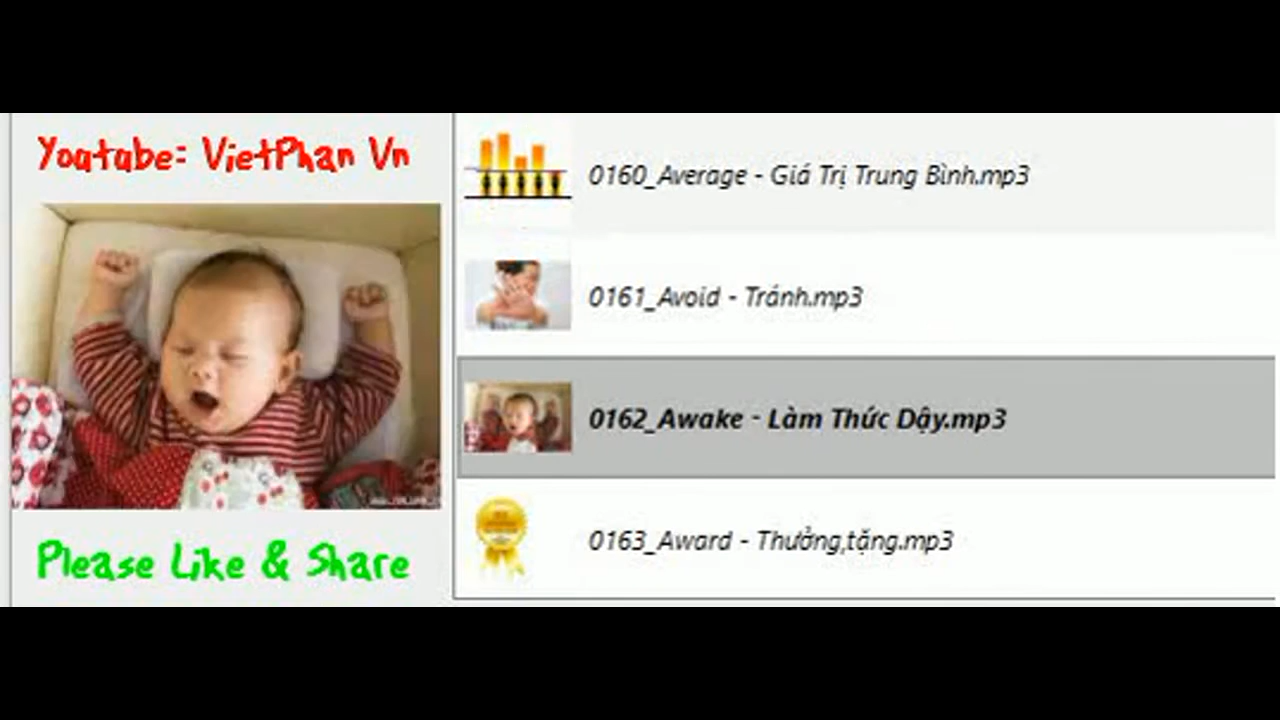 Youtube: VietPhan Vn
Please Like & Share
0160_Average - Giá Trị Trung Bình.mp3
0161_Avoid - Tránh.mp3
0162_Awake - Làm Thức Dậy.mp3
0163_Award - Thưởng,tặng.mp3